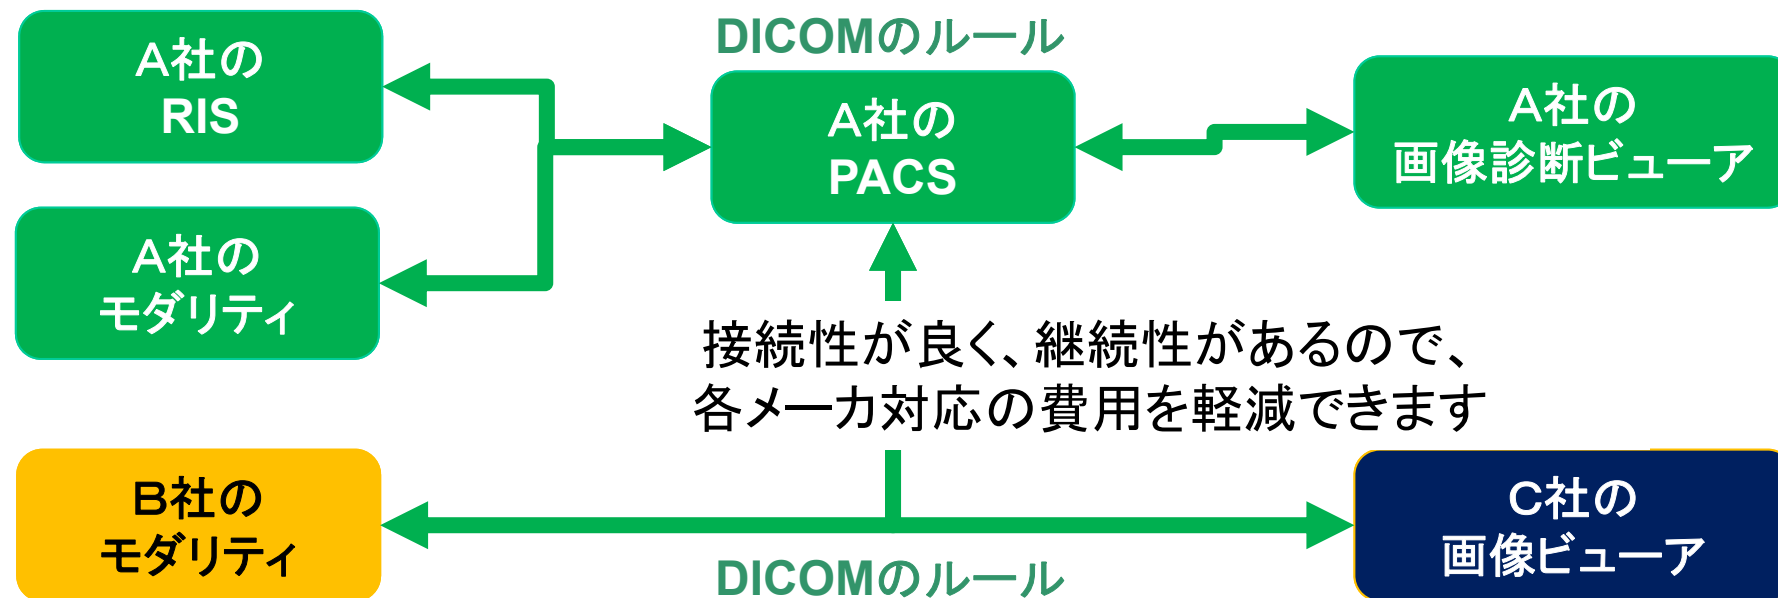 DICOMのルール
A社の
RIS
A社の
PACS
A社の
画像診断ビューア
A社の
モダリティ
接続性が良く、継続性があるので、
各メーカ対応の費用を軽減できます
B社の
モダリティ
C社の
画像ビューア
DICOMのルール